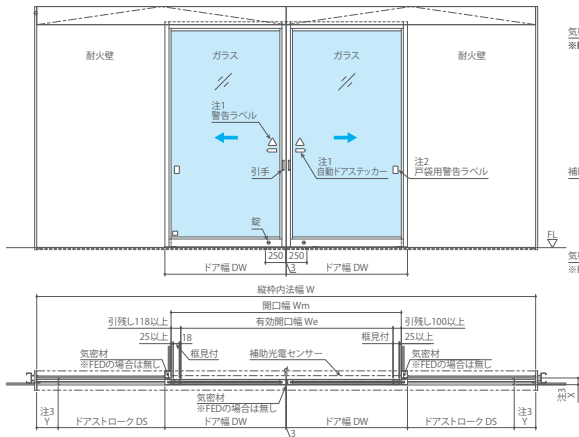 耐火壁
ガラス
ガラス
耐火壁
注1
警告ラベル
引手
注1
自動ドアステッカー
注2
戸袋用警告ラベル
錠
FL
250
250
ドア幅 DW
3
ドア幅 DW
縦枠内法幅 W
開口幅 Wm
引残し118以上
有効開口幅 We
引残し100以上
25以上
18
框見付
25以上
気密材
※FEDの場合は無し
框見付
補助光電センサー
気密材
※FEDの場合は無し
気密材
※FEDの場合は無し
注3
X
注3
Y
ドアストローク DS
ドア幅 DW
ドア幅 DW
ドアストローク DS
注3
Y
3
気密
補助
気密